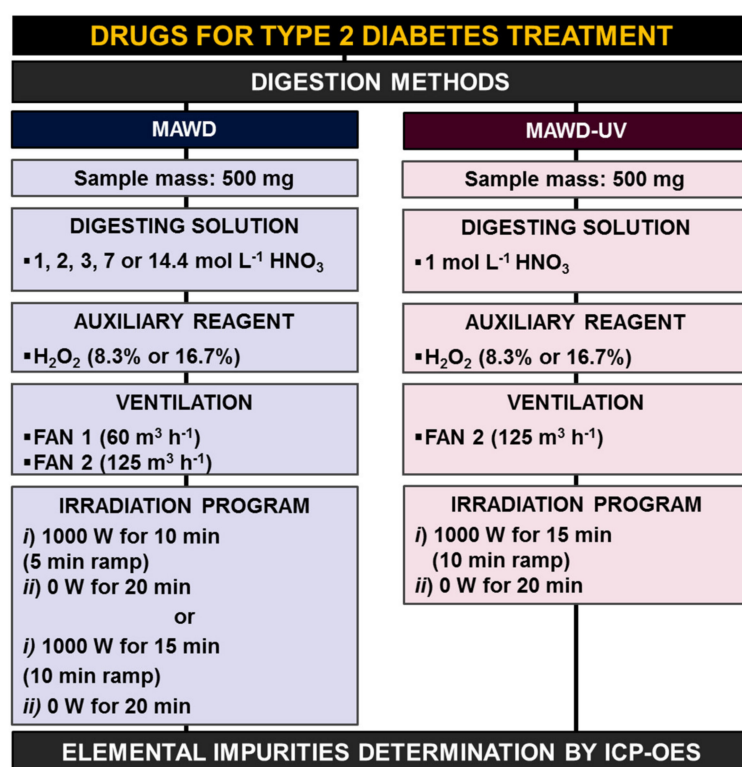 DRUGS FOR TYPE 2 DIABETES TREATMENT
DIGESTION METHODS
MAWD
Sample mass: 500 mg
DIGESTING SOLUTION
▪1, 2, 3, 7 or 14.4 mol L⁻¹ HNO₃
AUXILIARY REAGENT
▪H₂O₂ (8.3% or 16.7%)
VENTILATION
▪FAN 1 (60 m³ h⁻¹)
▪FAN 2 (125 m³ h⁻¹)
IRRADIATION PROGRAM
i) 1000 W for 10 min
(5 min ramp)
ii) 0 W for 20 min
or
i) 1000 W for 15 min
(10 min ramp)
ii) 0 W for 20 min
MAWD-UV
Sample mass: 500 mg
DIGESTING SOLUTION
▪1 mol L⁻¹ HNO₃
AUXILIARY REAGENT
▪H₂O₂ (8.3% or 16.7%)
VENTILATION
▪FAN 2 (125 m³ h⁻¹)
IRRADIATION PROGRAM
i) 1000 W for 15 min
(10 min ramp)
ii) 0 W for 20 min
ELEMENTAL IMPURITIES DETERMINATION BY ICP-OES